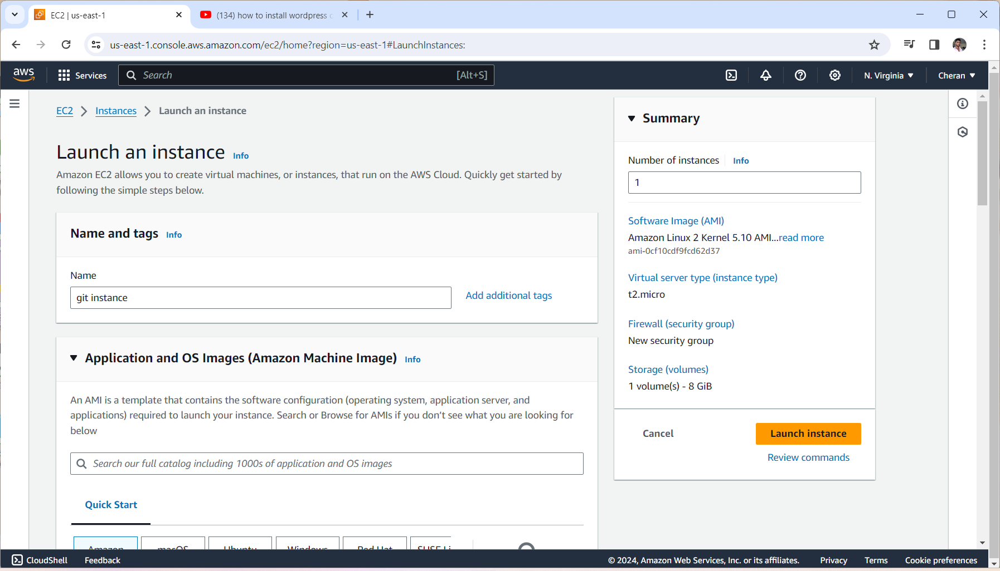 EC2 | us-east-1
(134) how to install wordpress
us-east-1.console.aws.amazon.com/ec2/home?region=us-east-1#LaunchInstances:
aws
Services
Search
[Alt+S]
N. Virginia
Cheran
EC2
Instances
Launch an instance
Launch an instance Info
Amazon EC2 allows you to create virtual machines, or instances, that run on the AWS Cloud. Quickly get started by
following the simple steps below.
Name and tags Info
Name
git instance
Add additional tags
Application and OS Images (Amazon Machine Image) Info
An AMI is a template that contains the software configuration (operating system, application server, and
applications) required to launch your instance. Search or Browse for AMIs if you don’t see what you are looking for
below
Search our full catalog including 1000s of application and OS images
Quick Start
Amazon
macOS
Ubuntu
Windows
Red Hat
SUSE Li
Summary
Number of instances
Info
1
Software Image (AMI)
Amazon Linux 2 Kernel 5.10 AMI...read more
ami-0cf10cdf9fcd62d37
Virtual server type (instance type)
t2.micro
Firewall (security group)
New security group
Storage (volumes)
1 volume(s) - 8 GiB
Cancel
Launch instance
Review commands
CloudShell
Feedback
© 2024, Amazon Web Services, Inc. or its affiliates.
Privacy
Terms
Cookie preferences